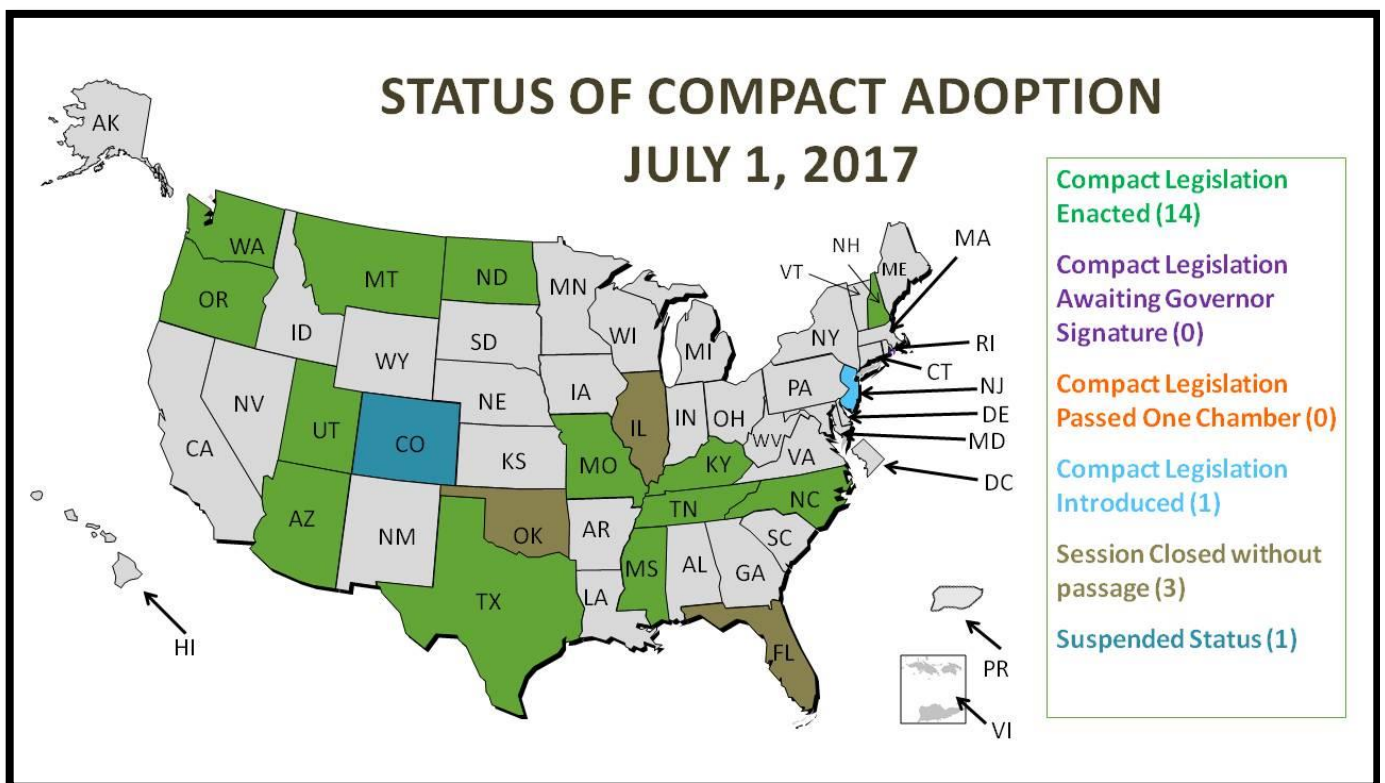 STATUS OF COMPACT ADOPTION
JULY 1, 2017
AK
WA
OR
MT
ND
ID
WY
SD
MN
WI
MI
NY
VT
NH
ME
MA
RI
CT
NJ
DE
MD
DC
PA
CA
NV
UT
CO
NE
KS
IA
IL
IN
OH
WV
VA
MO
KY
AZ
NM
OK
TX
AR
LA
TN
NC
SC
MS
AL
GA
FL
HI
PR
VI
Compact Legislation
Enacted (14)
Compact Legislation
Awaiting Governor
Signature (0)
Compact Legislation
Passed One Chamber (0)
Compact Legislation
Introduced (1)
Session Closed without
passage (3)
Suspended Status (1)